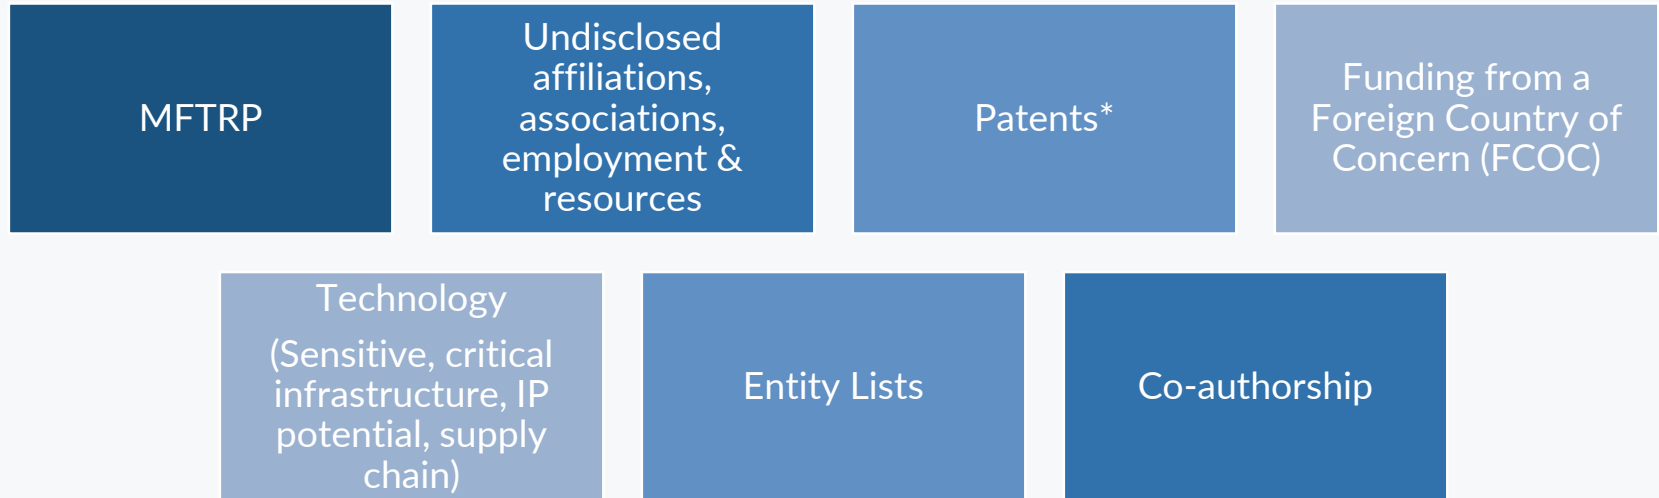 MFTRP
Undisclosed
affiliations,
associations,
employment &
resources
Patents*
Funding from a
Foreign Country of
Concern (FCOC)
Technology
(Sensitive, critical
infrastructure, IP
potential, supply
chain)
Entity Lists
Co-authorship